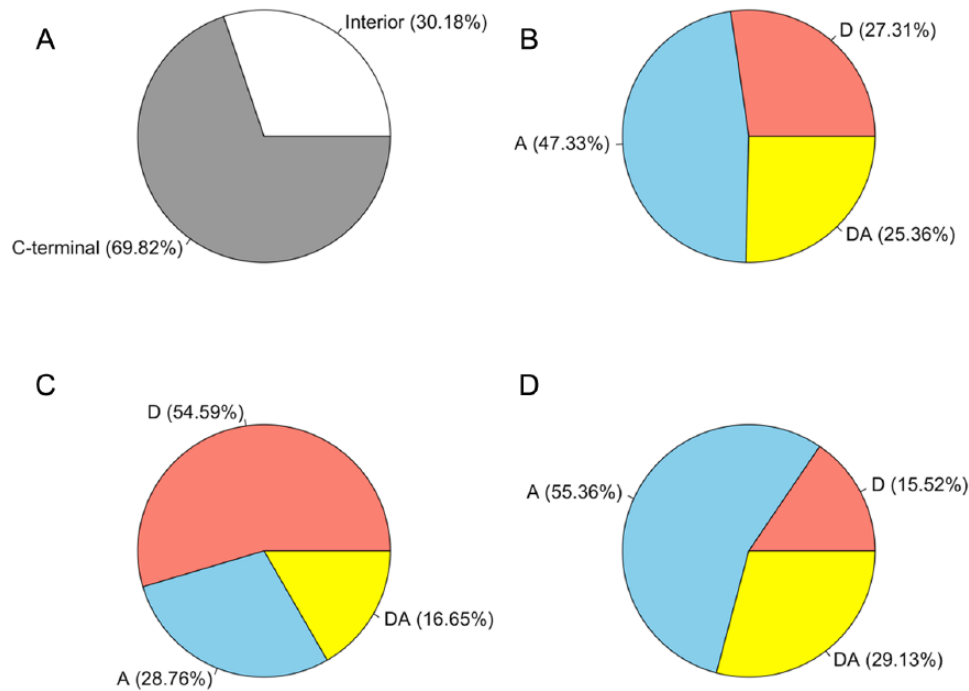 A
Interior (30.18%)
C-terminal (69.82%)
B
D (27.31%)
A (47.33%)
DA (25.36%)
C
D (54.59%)
DA (16.65%)
A (28.76%)
D
A (55.36%)
D (15.52%)
DA (29.13%)